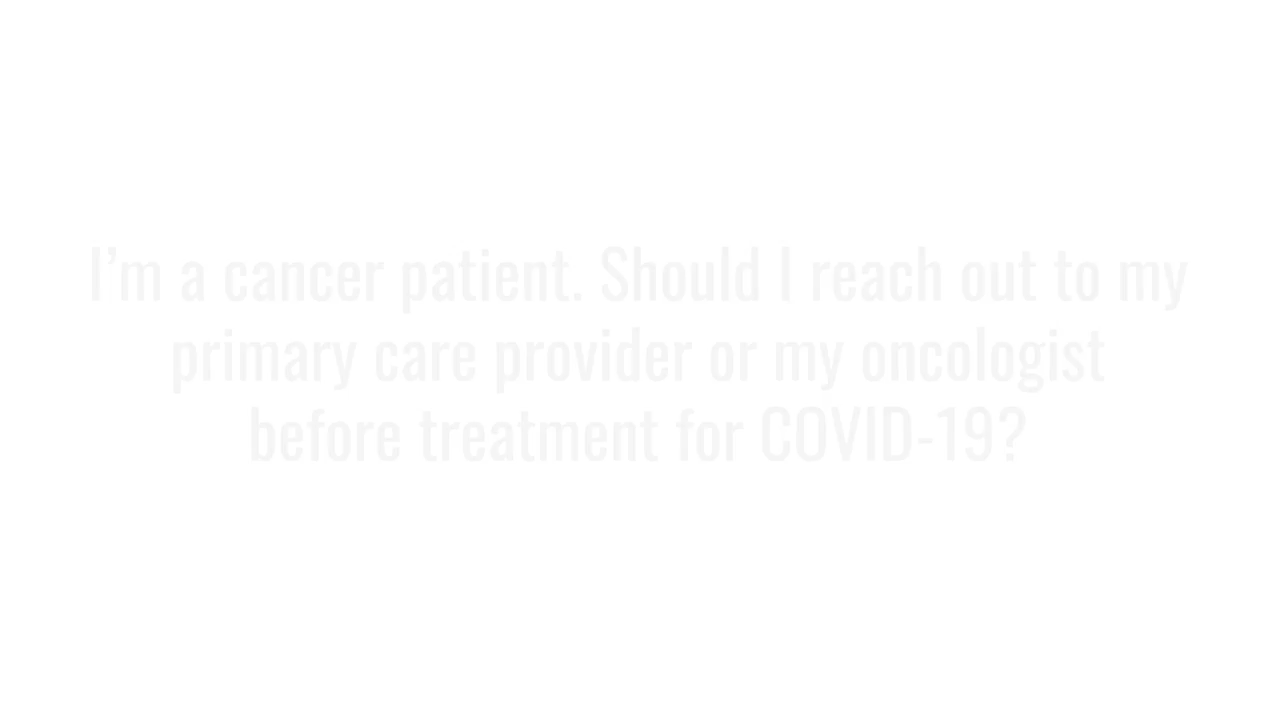 I’m a cancer patient. Should I reach out to my
primary care provider or my oncologist
before treatment for COVID-19?